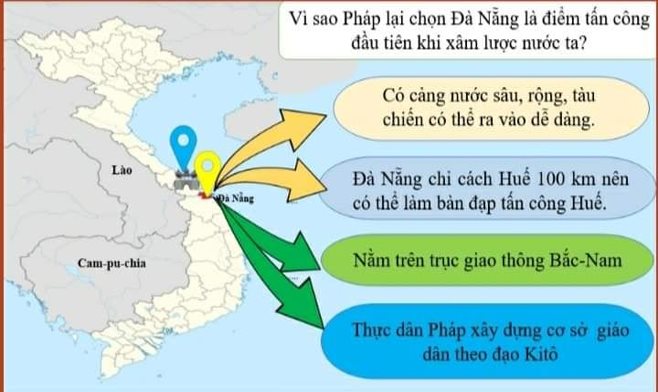 Vì sao Pháp lại chọn Đà Nẵng là điểm tấn công
đầu tiên khi xâm lược nước ta?
Có cảng nước sâu, rộng, tàu
chiến có thể ra vào dễ dàng.
Lào
Đà Nẵng chỉ cách Huế 100 km nên
có thể làm bàn đạp tấn công Huế.
Đà Nẵng
Cam-pu-chia
Nằm trên trục giao thông Bắc-Nam
Thực dân Pháp xây dựng cơ sở giáo
dân theo đạo Kitô